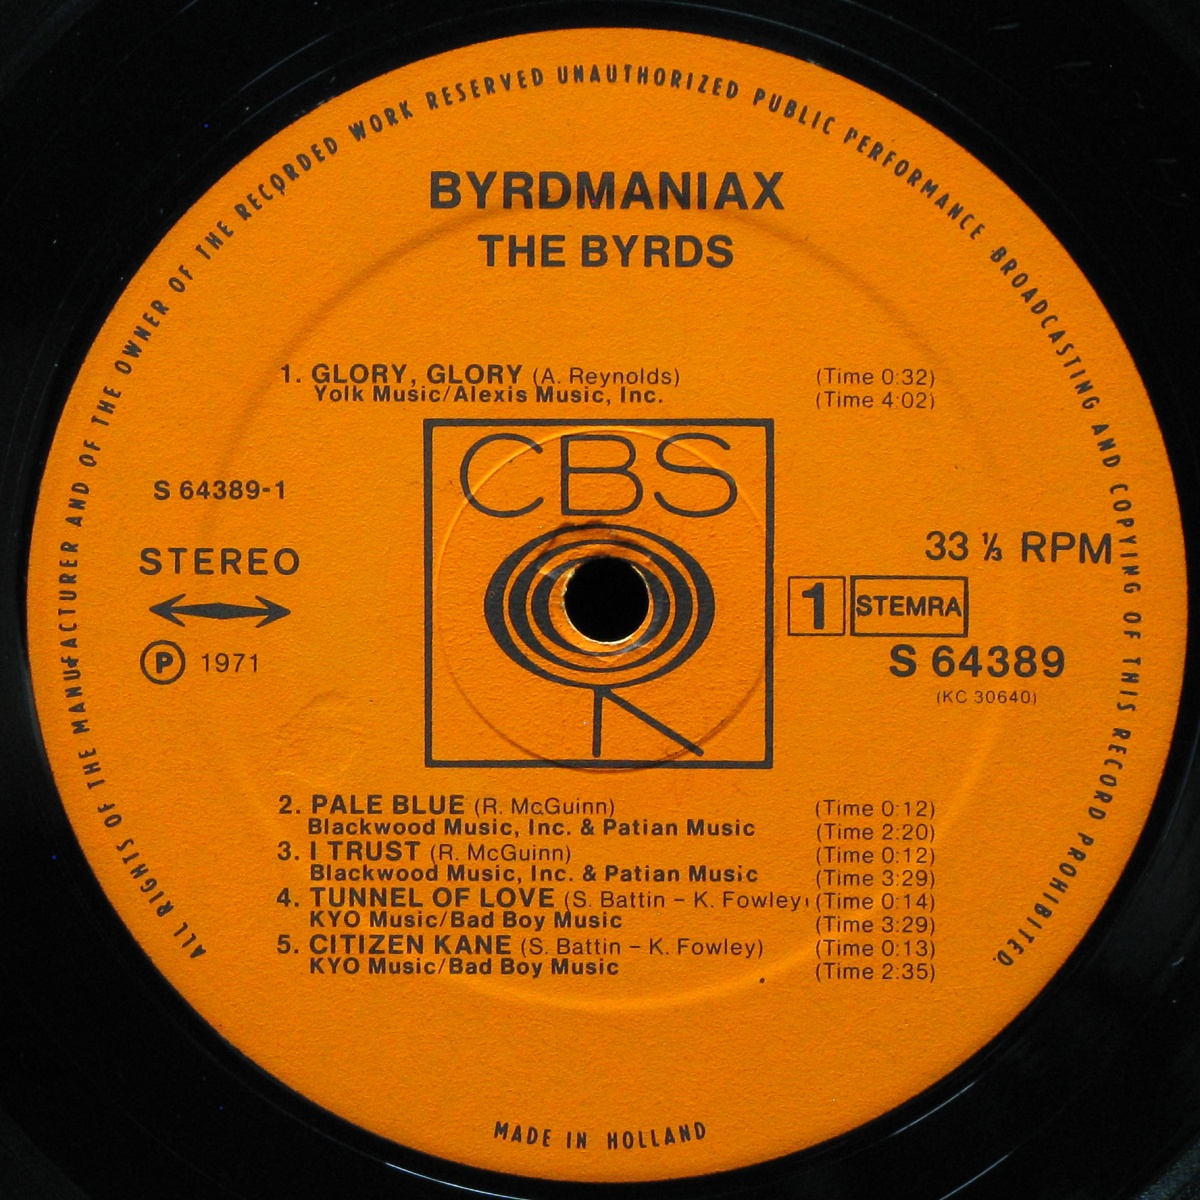 ALL RIGHTS OF THE MANUFACTURER AND OF THE OWNER OF THE RECORDED WORK RESERVED UNAUTHORIZED PUBLIC PERFORMANCE BROADCASTING AND COPYING OF THIS RECORD PROHIBITED.
BYRDMANIAX
THE BYRDS
1. GLORY, GLORY (A. Reynolds) (Time 0:32)
Yolk Music/Alexis Music, Inc. (Time 4:02)
CBS
S 64389-1
STEREO
P 1971
33 ⅓ RPM
1 STEMRA
S 64389
(KC 30640)
2. PALE BLUE (R. McGuinn) (Time 0:12)
Blackwood Music, Inc. & Patian Music (Time 2:20)
3. I TRUST (R. McGuinn) (Time 0:12)
Blackwood Music, Inc. & Patian Music (Time 3:29)
4. TUNNEL OF LOVE (S. Battin – K. Fowley) (Time 0:14)
KYO Music/Bad Boy Music (Time 3:29)
5. CITIZEN KANE (S. Battin – K. Fowley) (Time 0:13)
KYO Music/Bad Boy Music (Time 2:35)
MADE IN HOLLAND